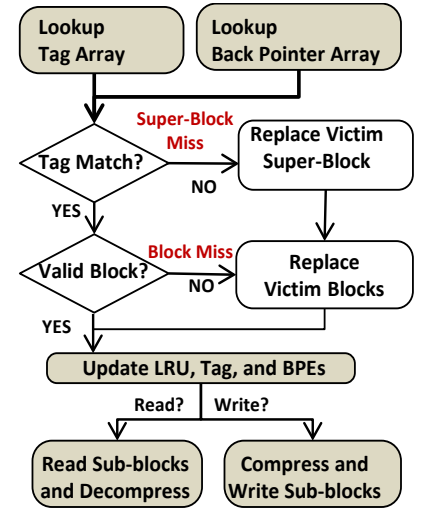 Lookup
Tag Array
Lookup
Back Pointer Array
Super-Block
Miss
Tag Match?
NO
Replace Victim
Super-Block
YES
Block Miss
Valid Block?
NO
Replace
Victim Blocks
YES
Update LRU, Tag, and BPEs
Read?
Write?
Read Sub-blocks
and Decompress
Compress and
Write Sub-blocks